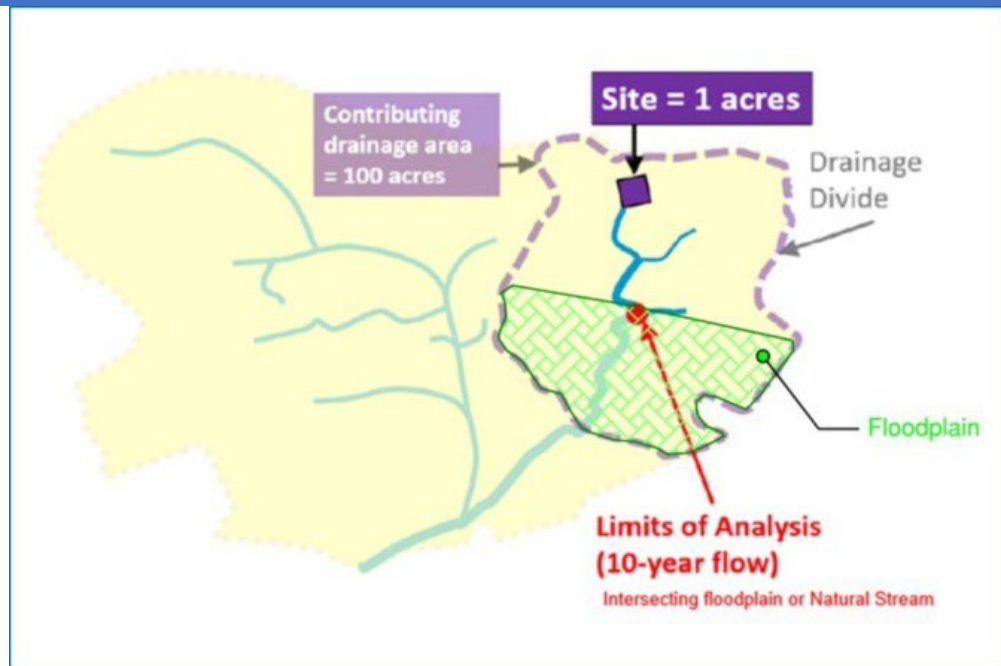 Contributing
drainage area
= 100 acres
Site = 1 acres
Drainage
Divide
Floodplain
Limits of Analysis
(10-year flow)
Intersecting floodplain or Natural Stream